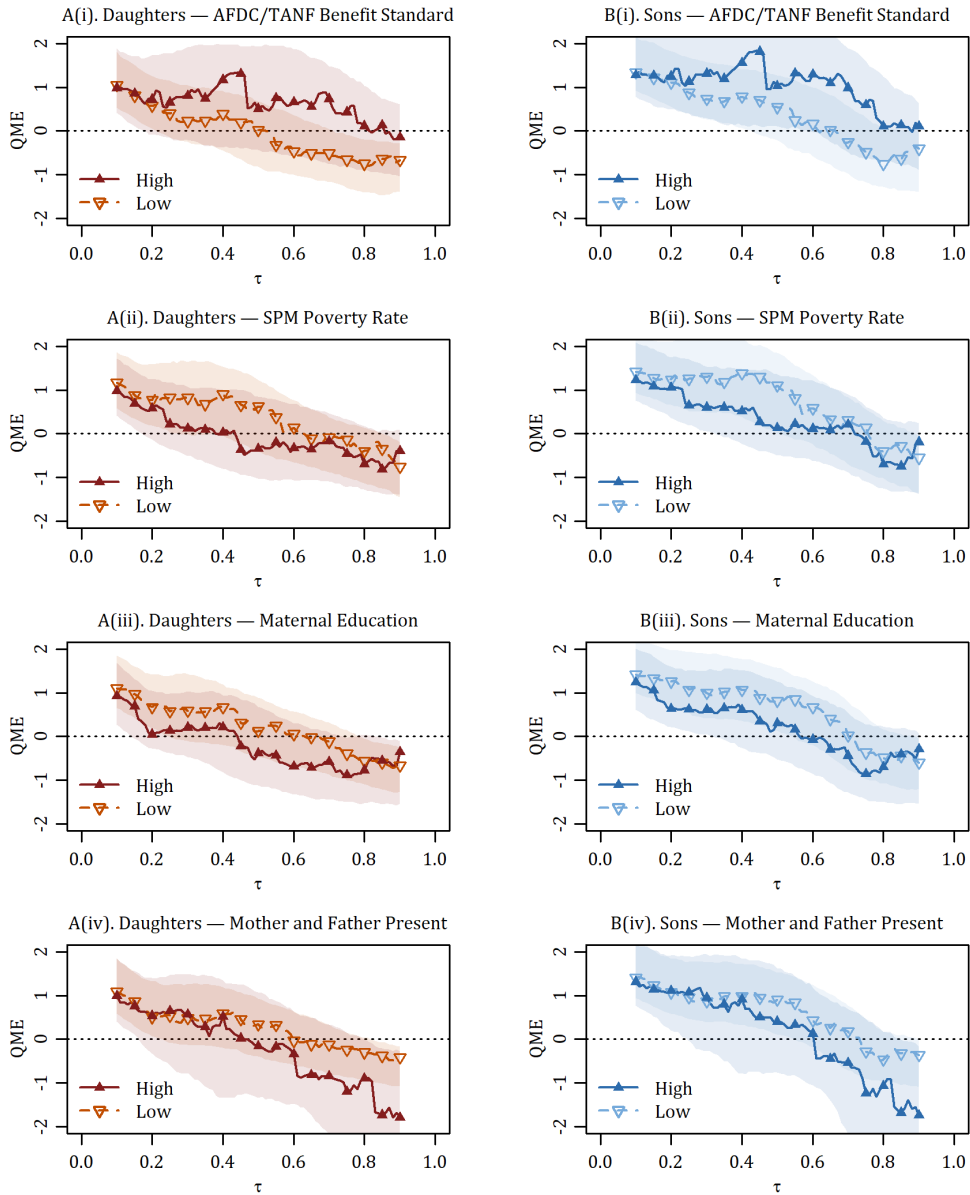 A(i). Daughters — AFDC/TANF Benefit Standard
QME
2
1
0
-1
-2
High
Low
0.0 0.2 0.4 0.6 0.8 1.0
τ
B(i). Sons — AFDC/TANF Benefit Standard
QME
2
1
0
-1
-2
High
Low
0.0 0.2 0.4 0.6 0.8 1.0
τ
A(ii). Daughters — SPM Poverty Rate
QME
2
1
0
-1
-2
High
Low
0.0 0.2 0.4 0.6 0.8 1.0
τ
B(ii). Sons — SPM Poverty Rate
QME
2
1
0
-1
-2
High
Low
0.0 0.2 0.4 0.6 0.8 1.0
τ
A(iii). Daughters — Maternal Education
QME
2
1
0
-1
-2
High
Low
0.0 0.2 0.4 0.6 0.8 1.0
τ
B(iii). Sons — Maternal Education
QME
2
1
0
-1
-2
High
Low
0.0 0.2 0.4 0.6 0.8 1.0
τ
A(iv). Daughters — Mother and Father Present
QME
2
1
0
-1
-2
High
Low
0.0 0.2 0.4 0.6 0.8 1.0
τ
B(iv). Sons — Mother and Father Present
QME
2
1
0
-1
-2
High
Low
0.0 0.2 0.4 0.6 0.8 1.0
τ